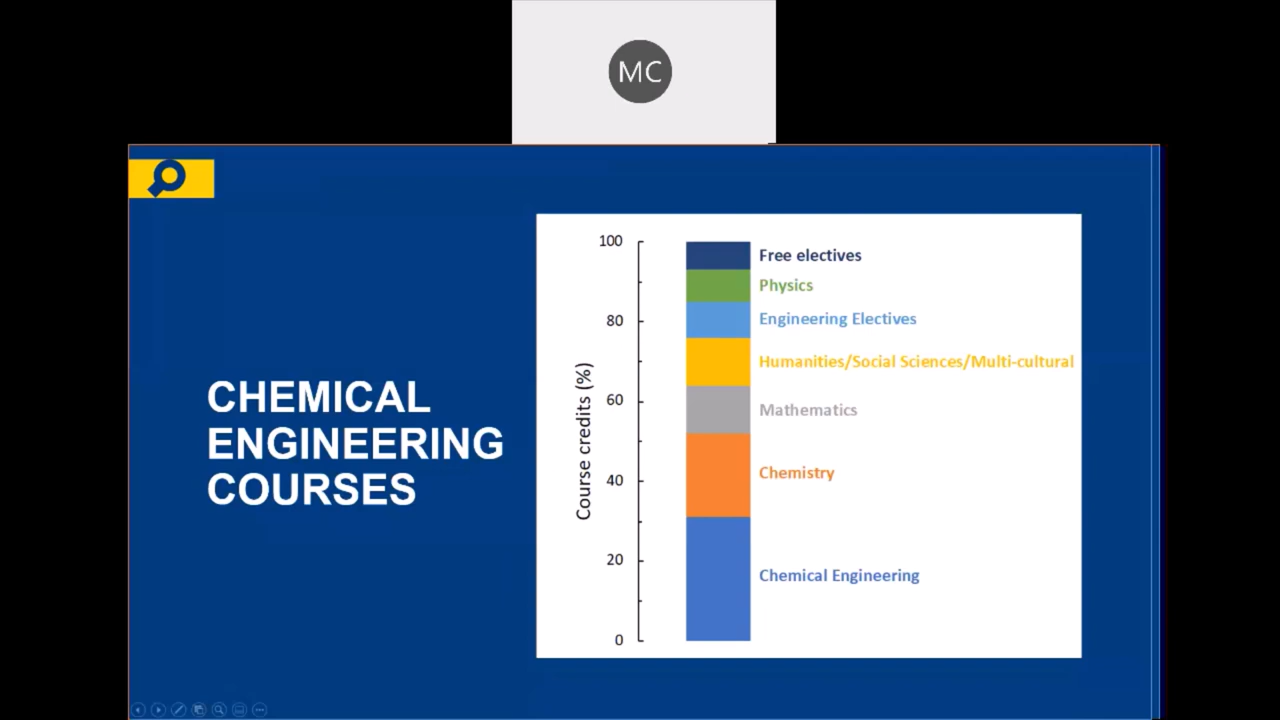 MC
CHEMICAL
ENGINEERING
COURSES
Course credits (%)
100
80
60
40
20
0
Free electives
Physics
Engineering Electives
Humanities/Social Sciences/Multi-cultural
Mathematics
Chemistry
Chemical Engineering